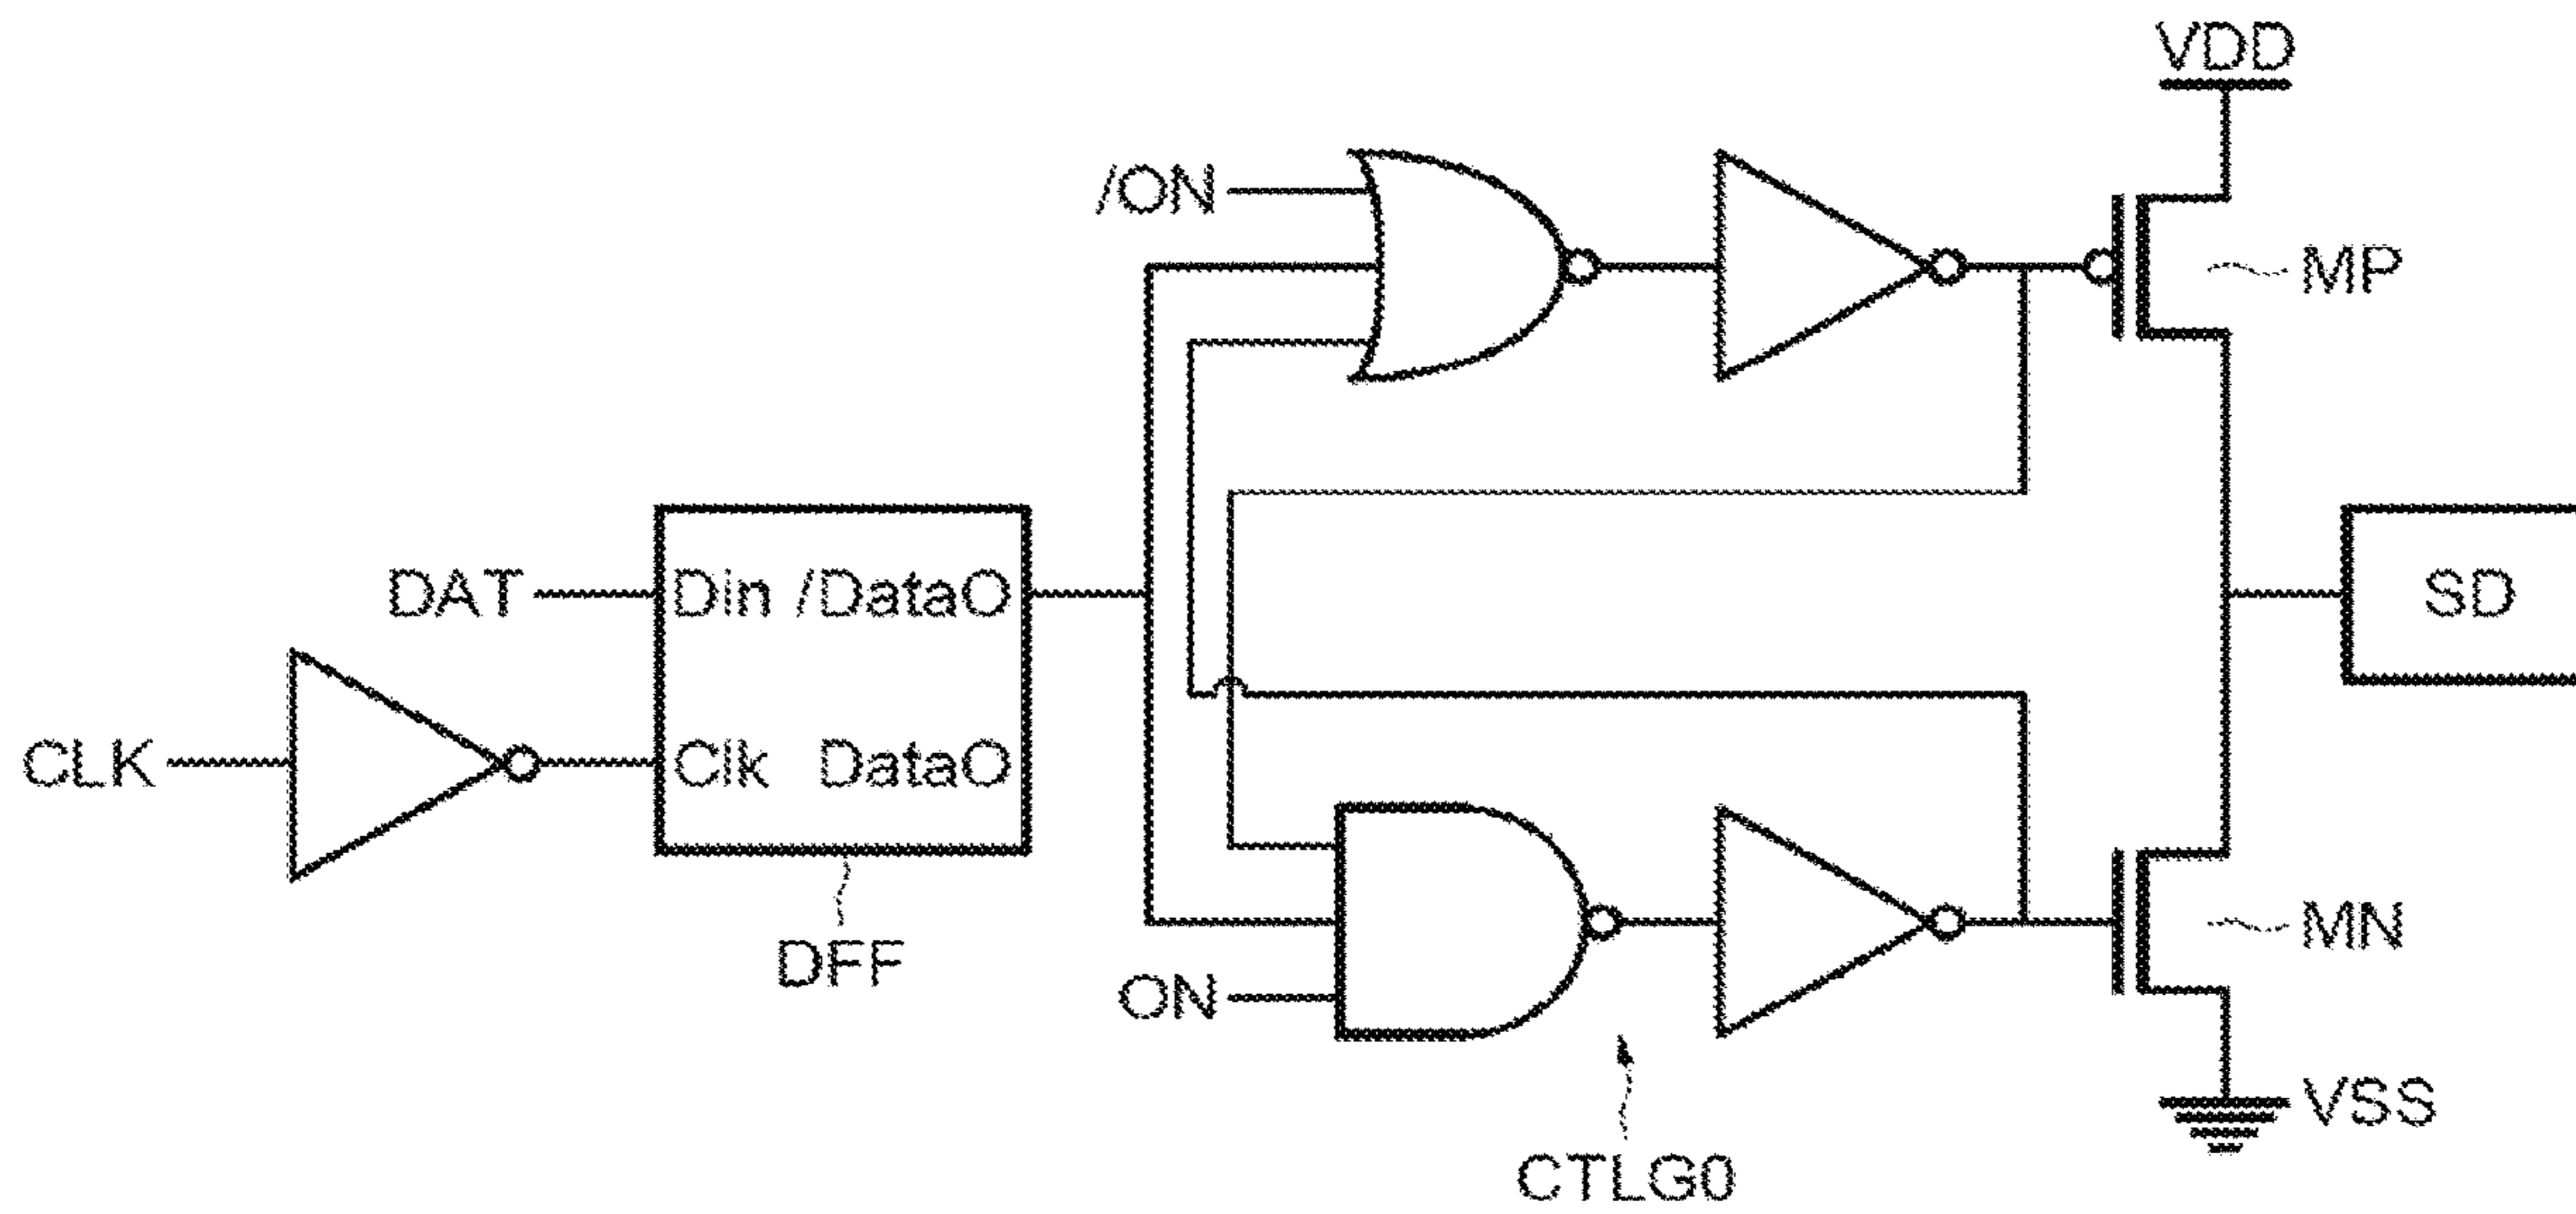 VDD
/ON
MP
DAT
Din /DataO
SD
CLK
Clk DataO
DFF
ON
MN
VSS
CTLG0